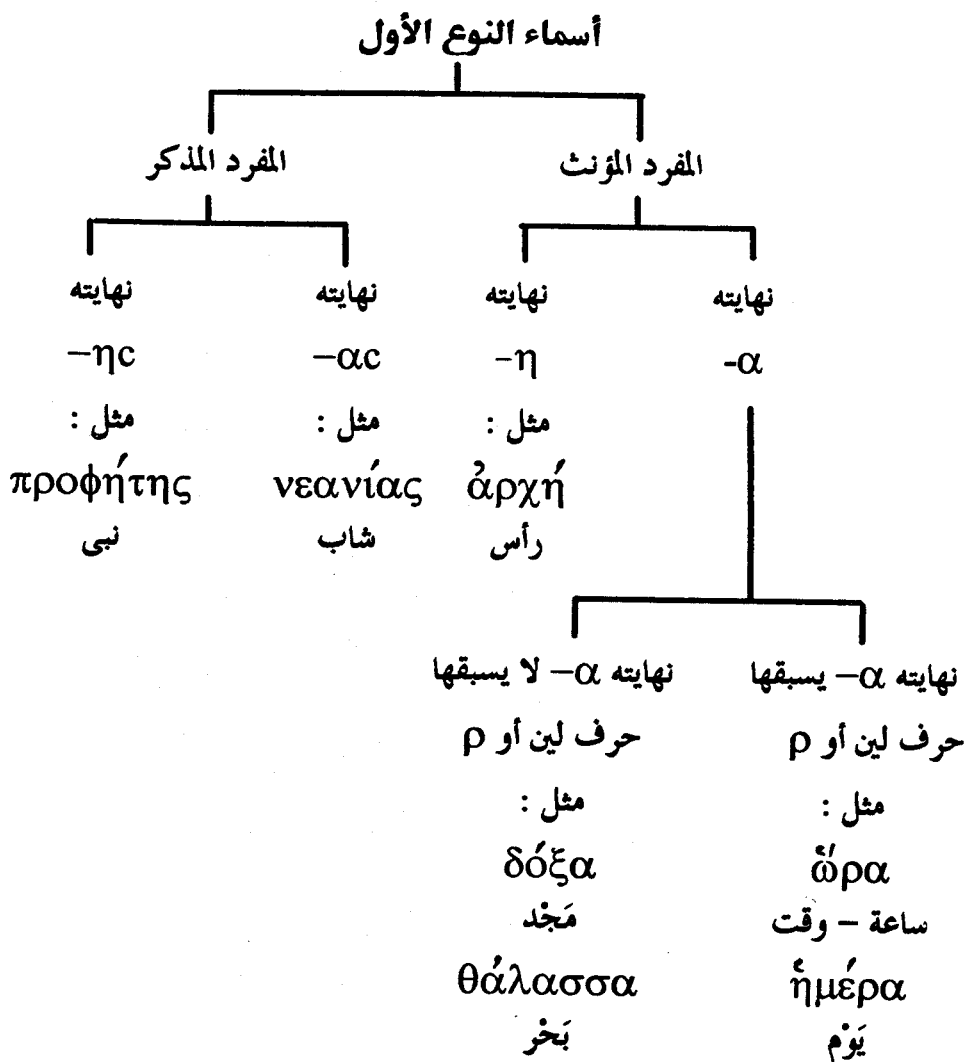 أسماء النوع الأول
المفرد المؤنث المفرد المذكر
نهايته نهايته نهايته نهايته
-α -η –αc –ηc
مثل : مثل : مثل :
ἀρχή νεανίας προφήτης
رأس شاب نبى
نهايته α– يسبقها نهايته α– لا يسبقها
حرف لين أو ρ حرف لين أو ρ
مثل : مثل :
ὥρα δόξα
ساعة – وقت مَجْد
ἡμέρα θάλασσα
يَوْم بَحْر